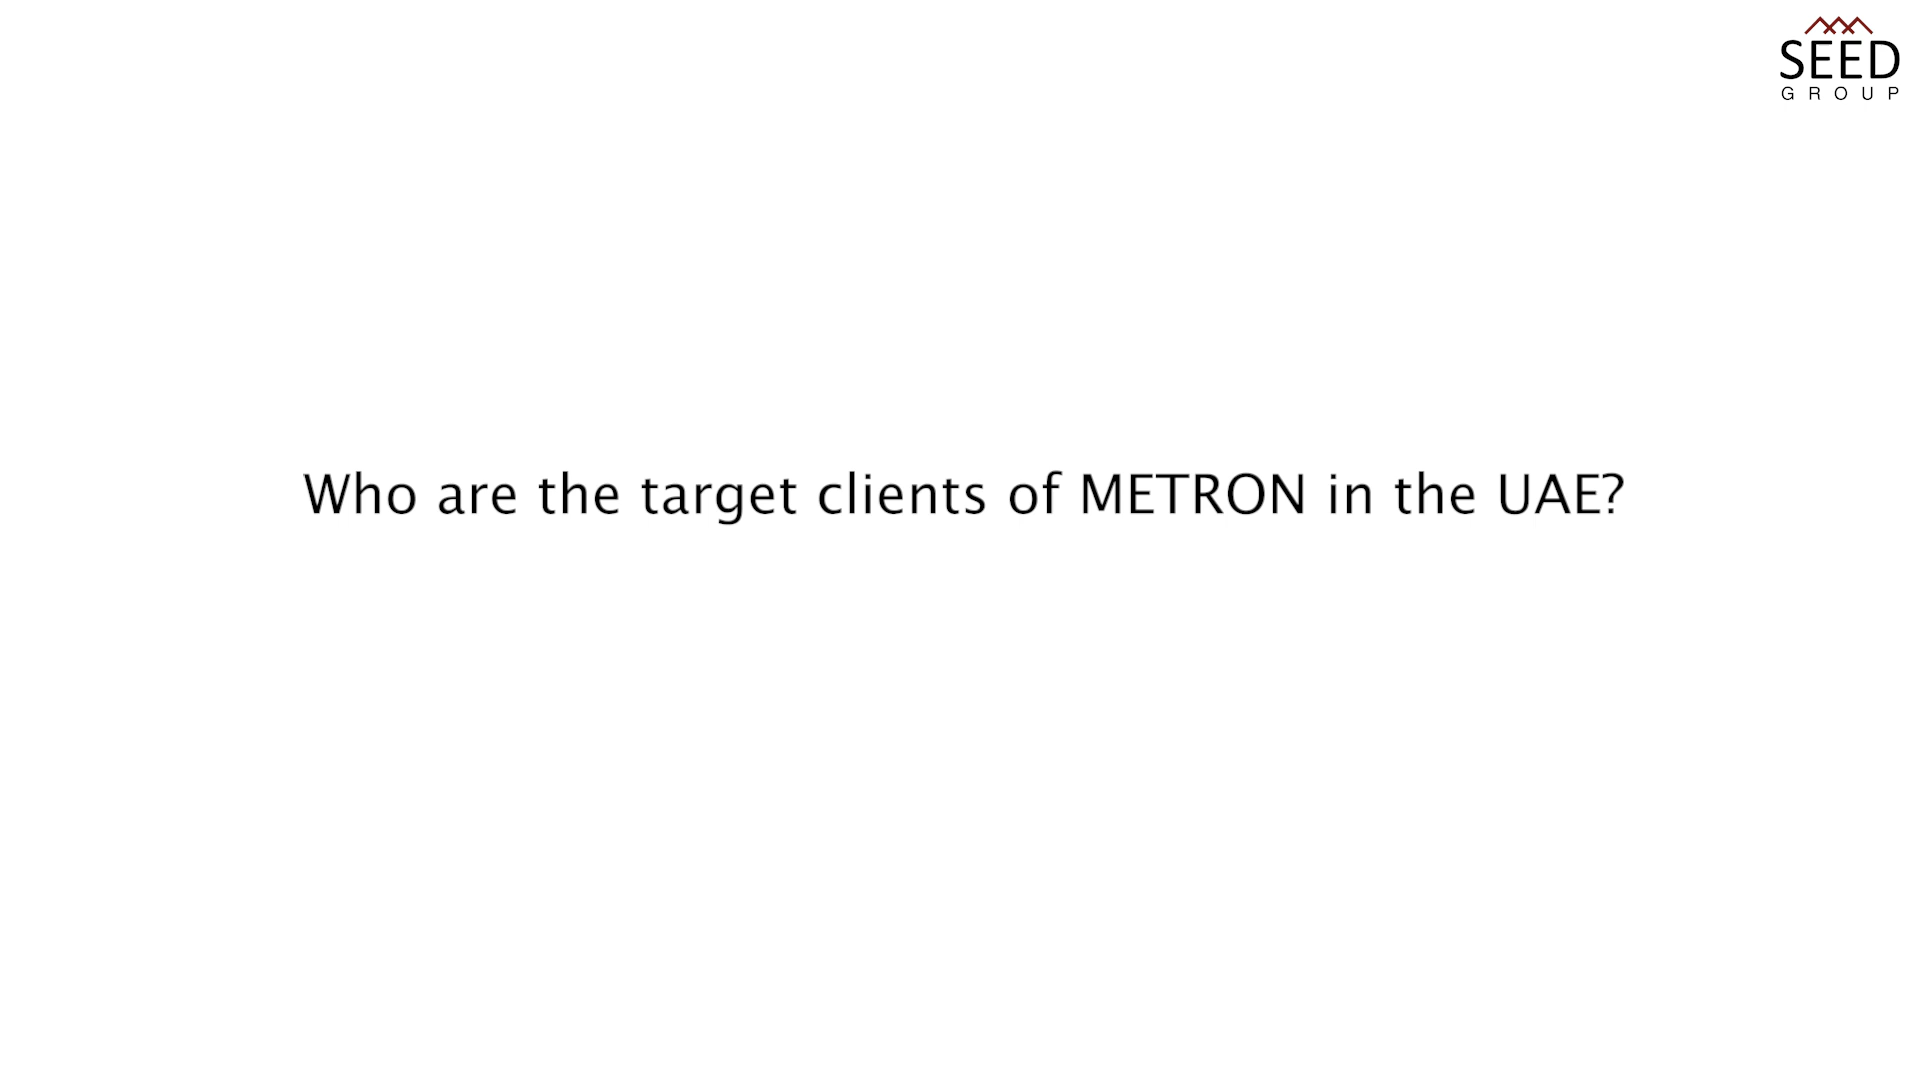 SEED
GROUP
Who are the target clients of METRON in the UAE?